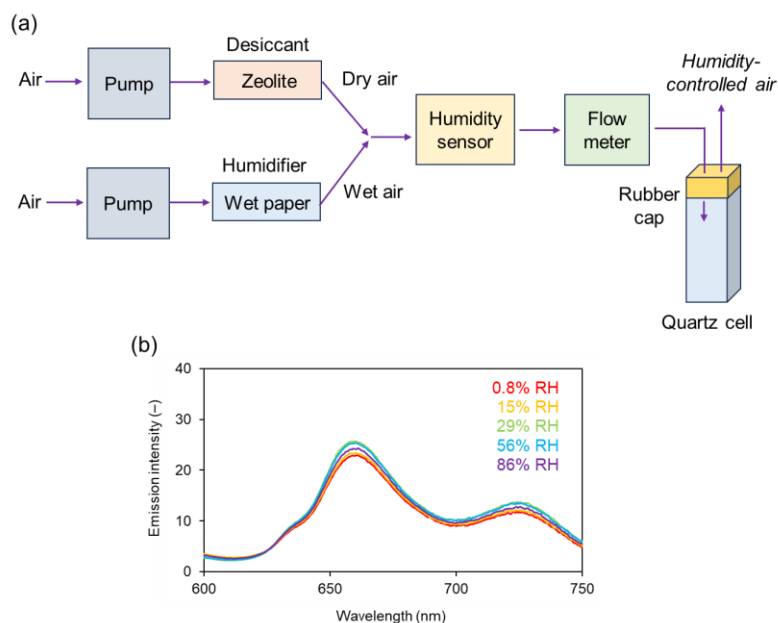 (a)
Desiccant
Air
Pump
Zeolite
Dry air
Humidity-
controlled air
Humidity
sensor
Flow
meter
Humidifier
Air
Pump
Wet paper
Wet air
Rubber
cap
Quartz cell
(b)
40
30
20
10
0
Emission intensity (–)
0.8% RH
15% RH
29% RH
56% RH
86% RH
600
650
700
750
Wavelength (nm)